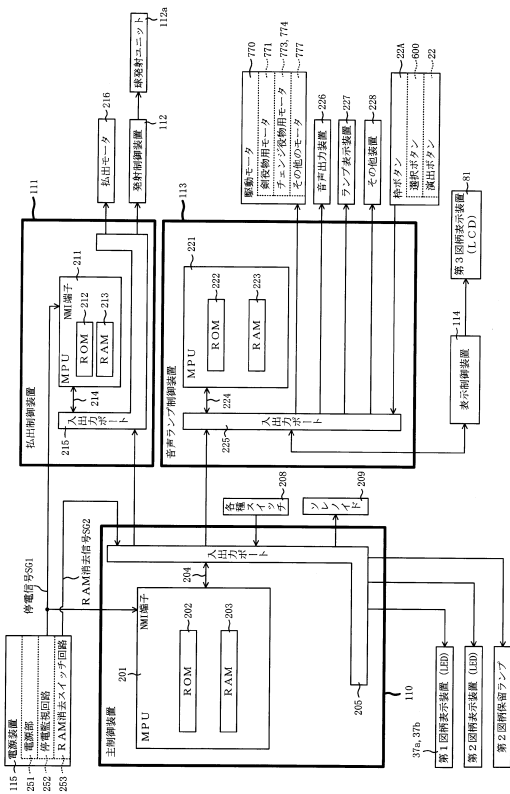 115
電源装置
251
電源部
252
停電監視回路
253
RAM消去スイッチ回路
停電信号SG1
RAM消去信号SG2
払出制御装置
111
215
入出力ポート
214
MPU
NMI端子
211
ROM
212
RAM
213
払出モータ
216
発射制御装置
112
球発射ユニット
112a
音声ランプ制御装置
113
225
入出力ポート
224
MPU
221
ROM
222
RAM
223
駆動モータ
770
剣役物用モータ
771
チェンジ役物用モータ
773, 774
その他のモータ
777
音声出力装置
226
ランプ表示装置
227
その他装置
228
枠ボタン
22A
選択ボタン
600
演出ボタン
22
表示制御装置
114
第3図柄表示装置
(LCD)
81
主制御装置
110
201
MPU
NMI端子
ROM
202
RAM
203
204
入出力ポート
205
各種スイッチ
208
ソレノイド
209
37a, 37b
第1図柄表示装置(LED)
第2図柄表示装置(LED)
第2図柄保留ランプ